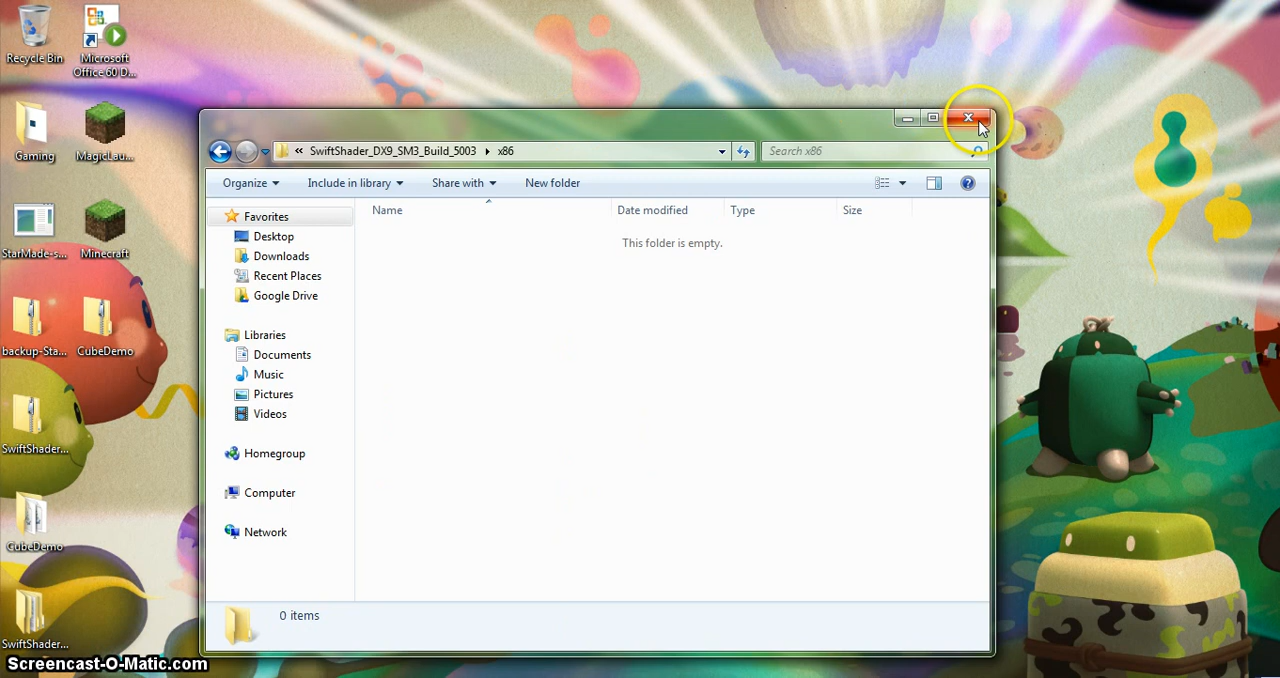 Recycle Bin
Microsoft
Office 60 D...
Gaming
MagicLau...
StarMade-s...
Minecraft
backup-Sta...
CubeDemo
SwiftShader...
CubeDemo
SwiftShader...
« SwiftShader_DX9_SM3_Build_5003 ▸ x86
Search x86
Organize
Include in library
Share with
New folder
Name
Date modified
Type
Size
This folder is empty.
Favorites
Desktop
Downloads
Recent Places
Google Drive
Libraries
Documents
Music
Pictures
Videos
Homegroup
Computer
Network
0 items
Screencast-O-Matic.com